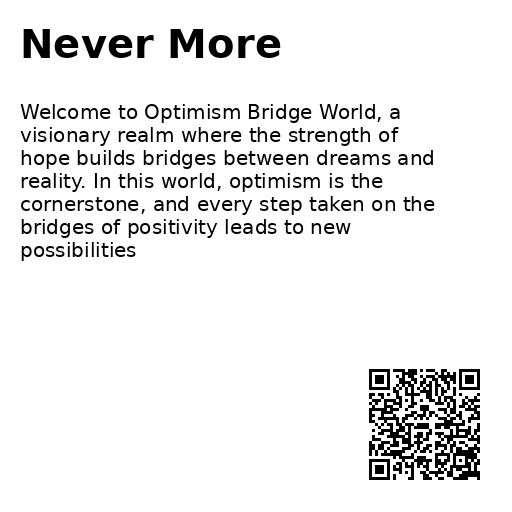 Never More
Welcome to Optimism Bridge World, a
visionary realm where the strength of
hope builds bridges between dreams and
reality. In this world, optimism is the
cornerstone, and every step taken on the
bridges of positivity leads to new
possibilities